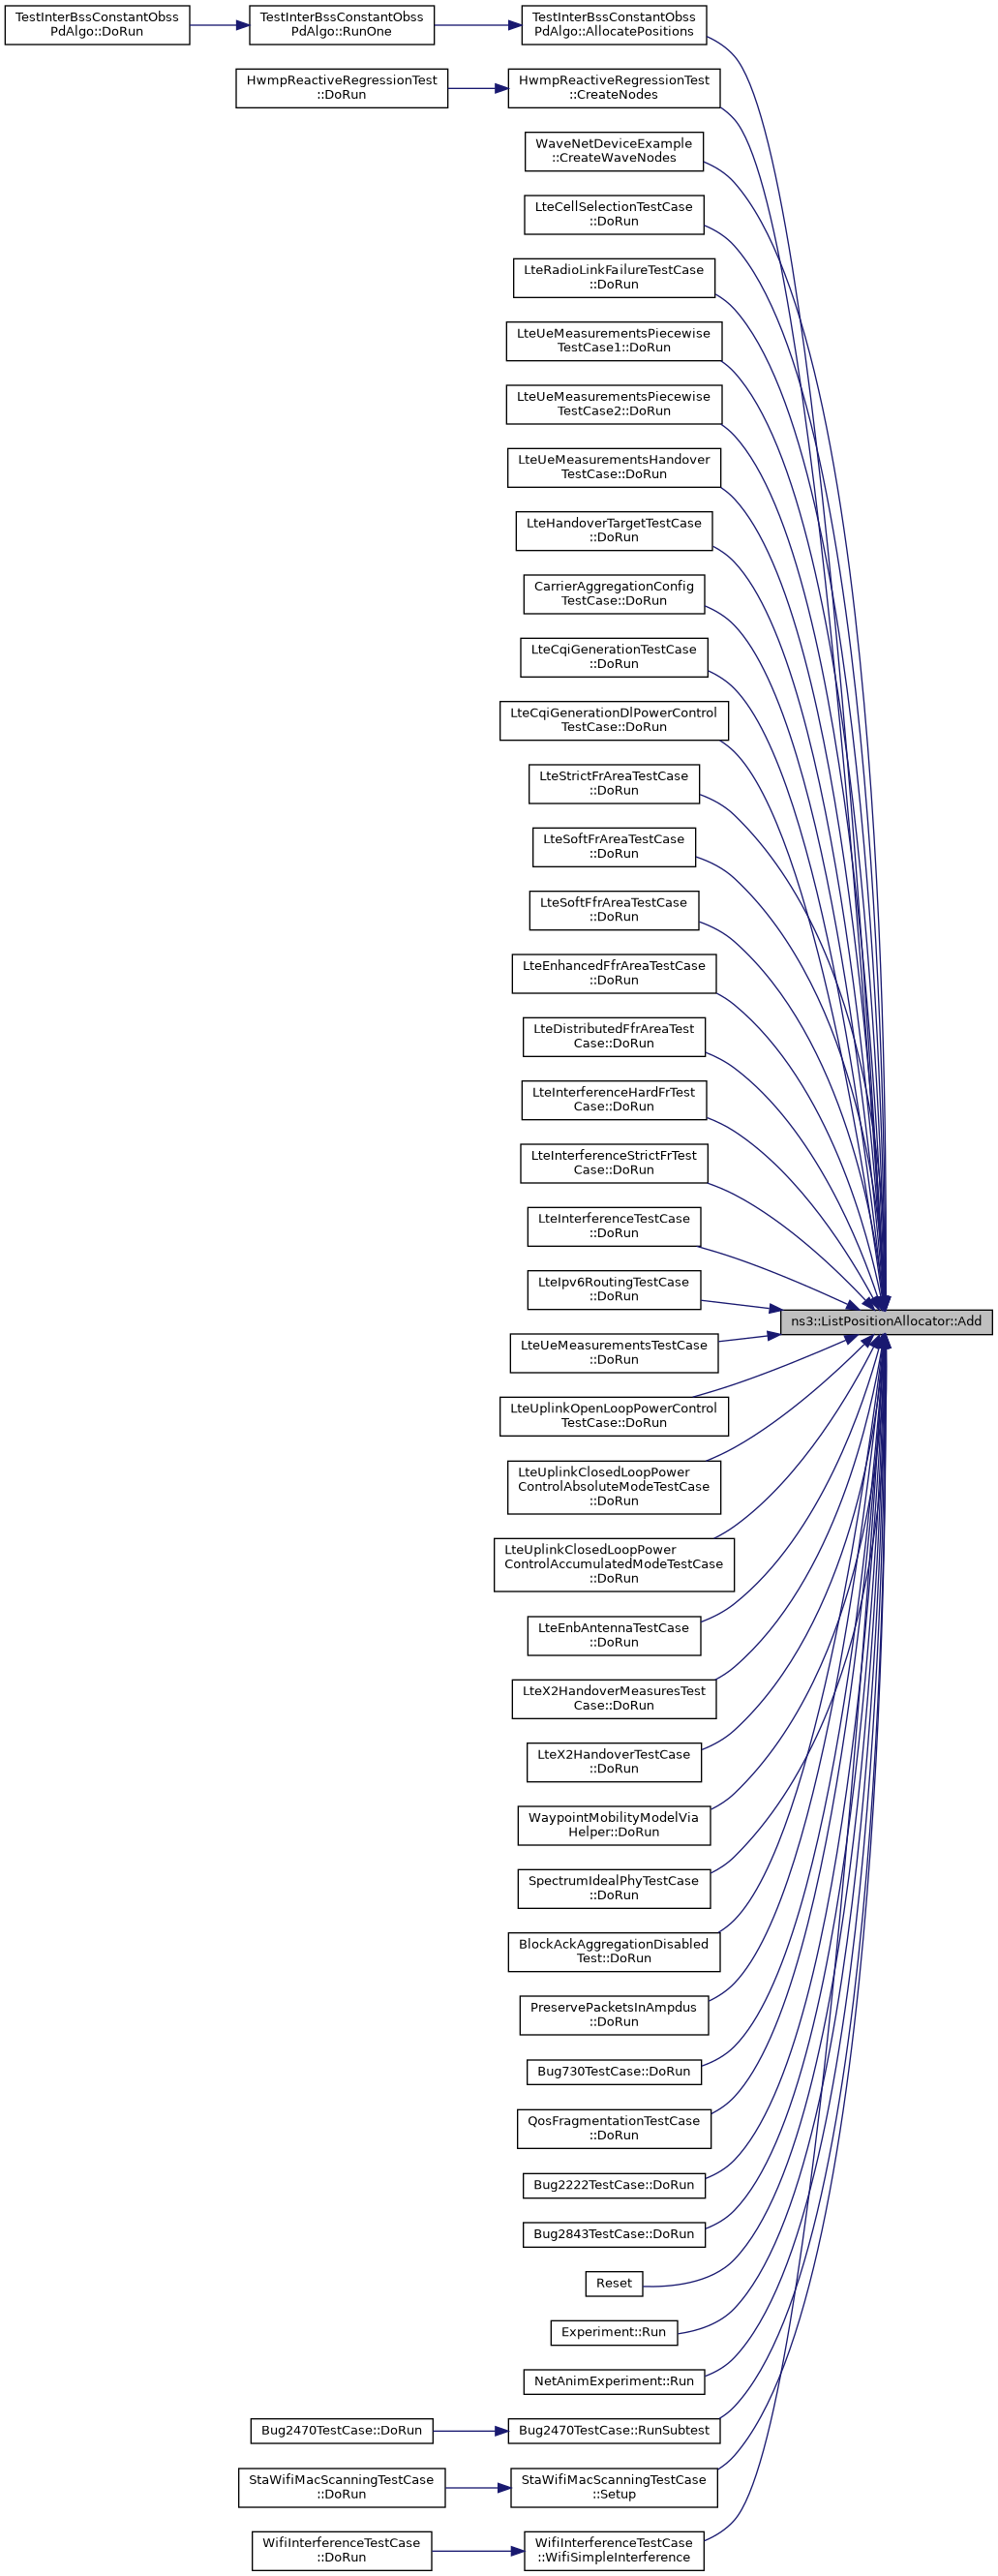 TestInterBssConstantObss
PdAlgo::DoRun
TestInterBssConstantObss
PdAlgo::RunOne
TestInterBssConstantObss
PdAlgo::AllocatePositions
HwmpReactiveRegressionTest
::DoRun
HwmpReactiveRegressionTest
::CreateNodes
WaveNetDeviceExample
::CreateWaveNodes
LteCellSelectionTestCase
::DoRun
LteRadioLinkFailureTestCase
::DoRun
LteUeMeasurementsPiecewise
TestCase1::DoRun
LteUeMeasurementsPiecewise
TestCase2::DoRun
LteUeMeasurementsHandover
TestCase::DoRun
LteHandoverTargetTestCase
::DoRun
CarrierAggregationConfig
TestCase::DoRun
LteCqiGenerationTestCase
::DoRun
LteCqiGenerationDlPowerControl
TestCase::DoRun
LteStrictFrAreaTestCase
::DoRun
LteSoftFrAreaTestCase
::DoRun
LteSoftFfrAreaTestCase
::DoRun
LteEnhancedFfrAreaTestCase
::DoRun
LteDistributedFfrAreaTest
Case::DoRun
LteInterferenceHardFrTest
Case::DoRun
LteInterferenceStrictFrTest
Case::DoRun
LteInterferenceTestCase
::DoRun
LteIpv6RoutingTestCase
::DoRun
ns3::ListPositionAllocator::Add
LteUeMeasurementsTestCase
::DoRun
LteUplinkOpenLoopPowerControl
TestCase::DoRun
LteUplinkClosedLoopPower
ControlAbsoluteModeTestCase
::DoRun
LteUplinkClosedLoopPower
ControlAccumulatedModeTestCase
::DoRun
LteEnbAntennaTestCase
::DoRun
LteX2HandoverMeasuresTest
Case::DoRun
LteX2HandoverTestCase
::DoRun
WaypointMobilityModelVia
Helper::DoRun
SpectrumIdealPhyTestCase
::DoRun
BlockAckAggregationDisabled
Test::DoRun
PreservePacketsInAmpdus
::DoRun
Bug730TestCase::DoRun
QosFragmentationTestCase
::DoRun
Bug2222TestCase::DoRun
Bug2843TestCase::DoRun
Reset
Experiment::Run
NetAnimExperiment::Run
Bug2470TestCase::DoRun
Bug2470TestCase::RunSubtest
StaWifiMacScanningTestCase
::DoRun
StaWifiMacScanningTestCase
::Setup
WifiInterferenceTestCase
::DoRun
WifiInterferenceTestCase
::WifiSimpleInterference